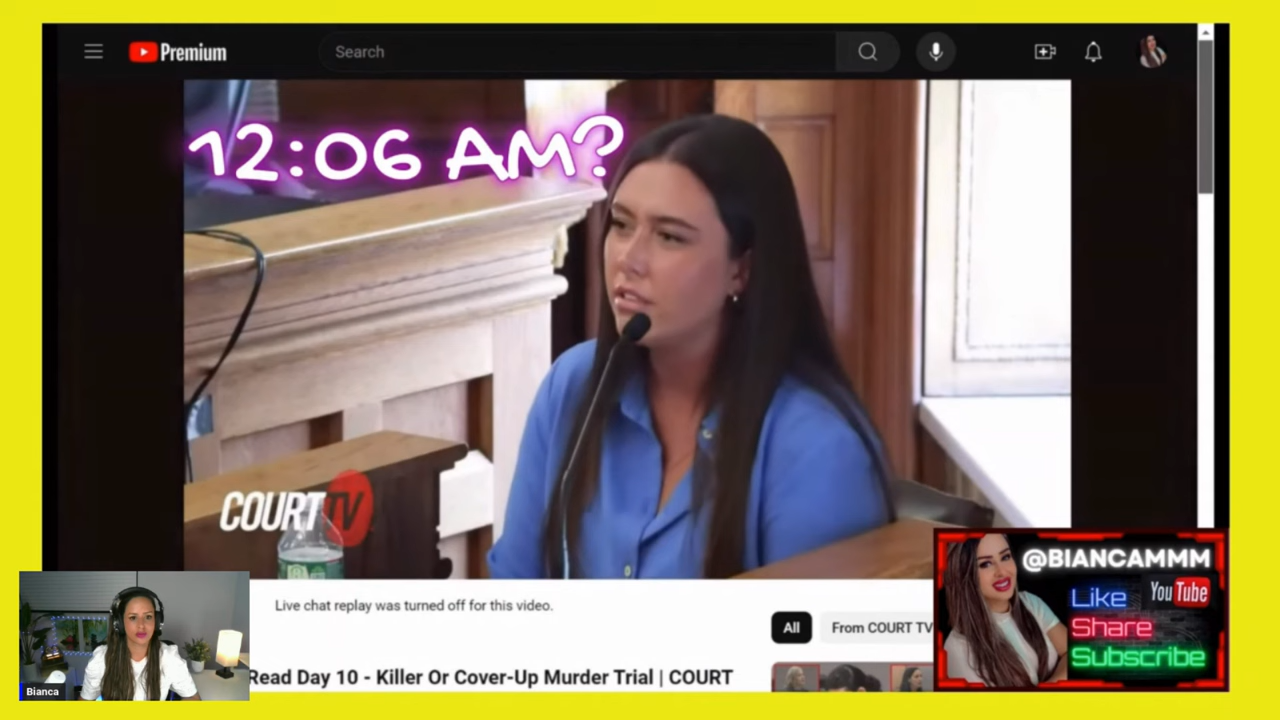 Premium
Search
12:06 AM?
COURT TV
@BIANCAMMM
Like
YouTube
Share
Subscribe
Live chat replay was turned off for this video.
All
From COURT TV
Read Day 10 - Killer Or Cover-Up Murder Trial | COURT
Bianca